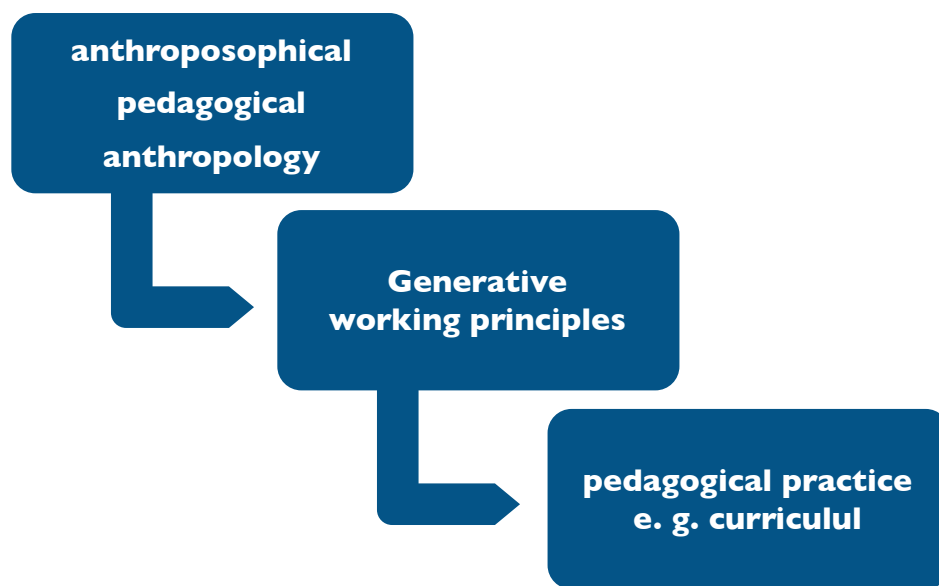 anthroposophical
pedagogical
anthropology
Generative
working principles
pedagogical practice
e. g. curriculul